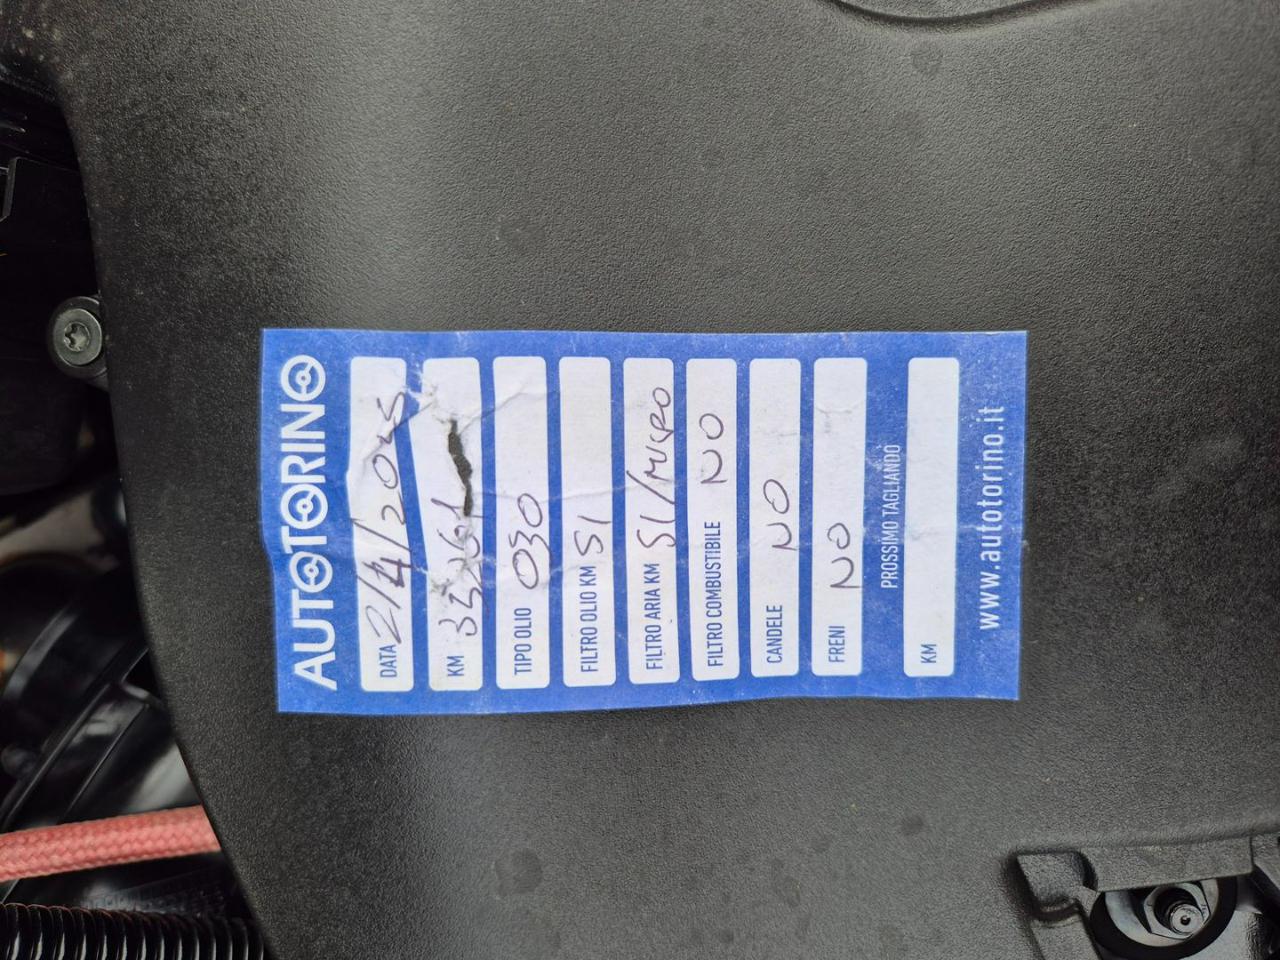 AUTOTORINO
DATA 2/4/2025
KM 33261
TIPO OLIO 030
FILTRO OLIO KM SI
FILTRO ARIA KM SI/MICRO
FILTRO COMBUSTIBILE NO
CANDELE NO
FRENI NO
PROSSIMO TAGLIANDO
KM
www.autotorino.it